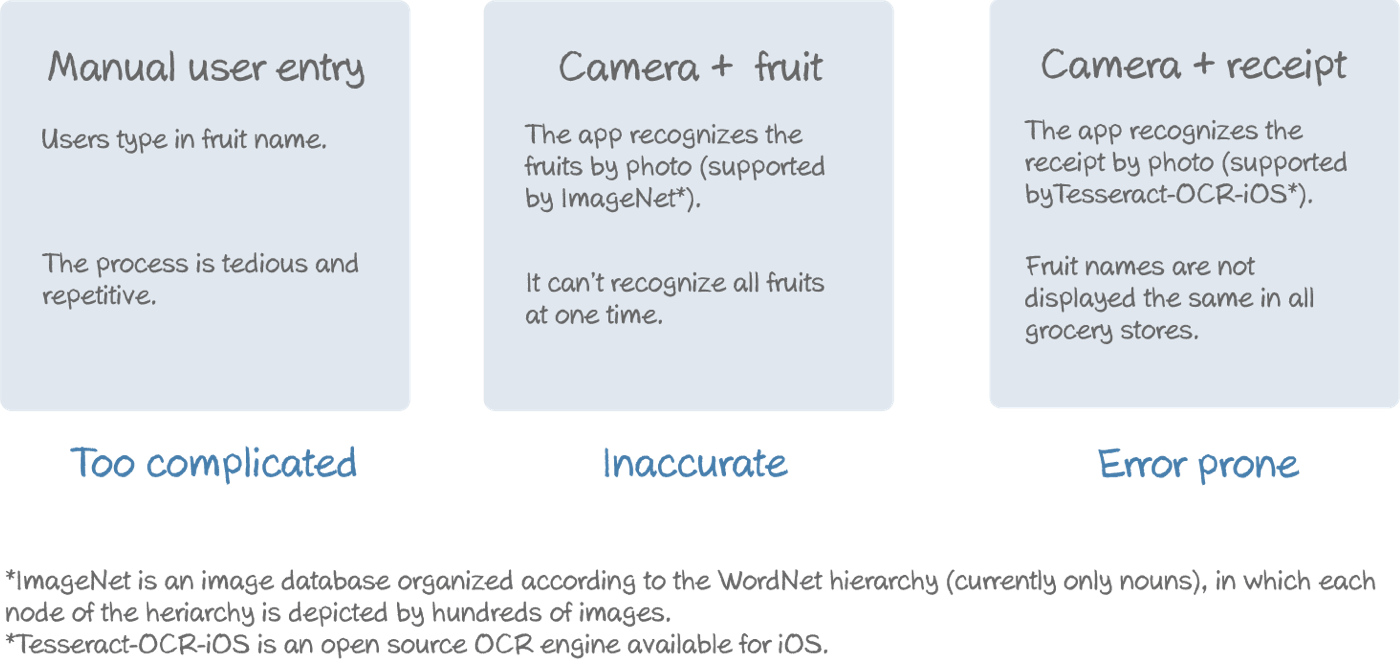 Manual user entry
Users type in fruit name.
The process is tedious and
repetitive.
Too complicated
Camera + fruit
The app recognizes the
fruits by photo (supported
by ImageNet*).
It can't recognize all fruits
at one time.
Inaccurate
Camera + receipt
The app recognizes the
receipt by photo (supported
byTesseract-OCR-iOS*).
Fruit names are not
displayed the same in all
grocery stores.
Error prone
*ImageNet is an image database organized according to the WordNet hierarchy (currently only nouns), in which each
node of the heriarchy is depicted by hundreds of images.
*Tesseract-OCR-iOS is an open source OCR engine available for iOS.